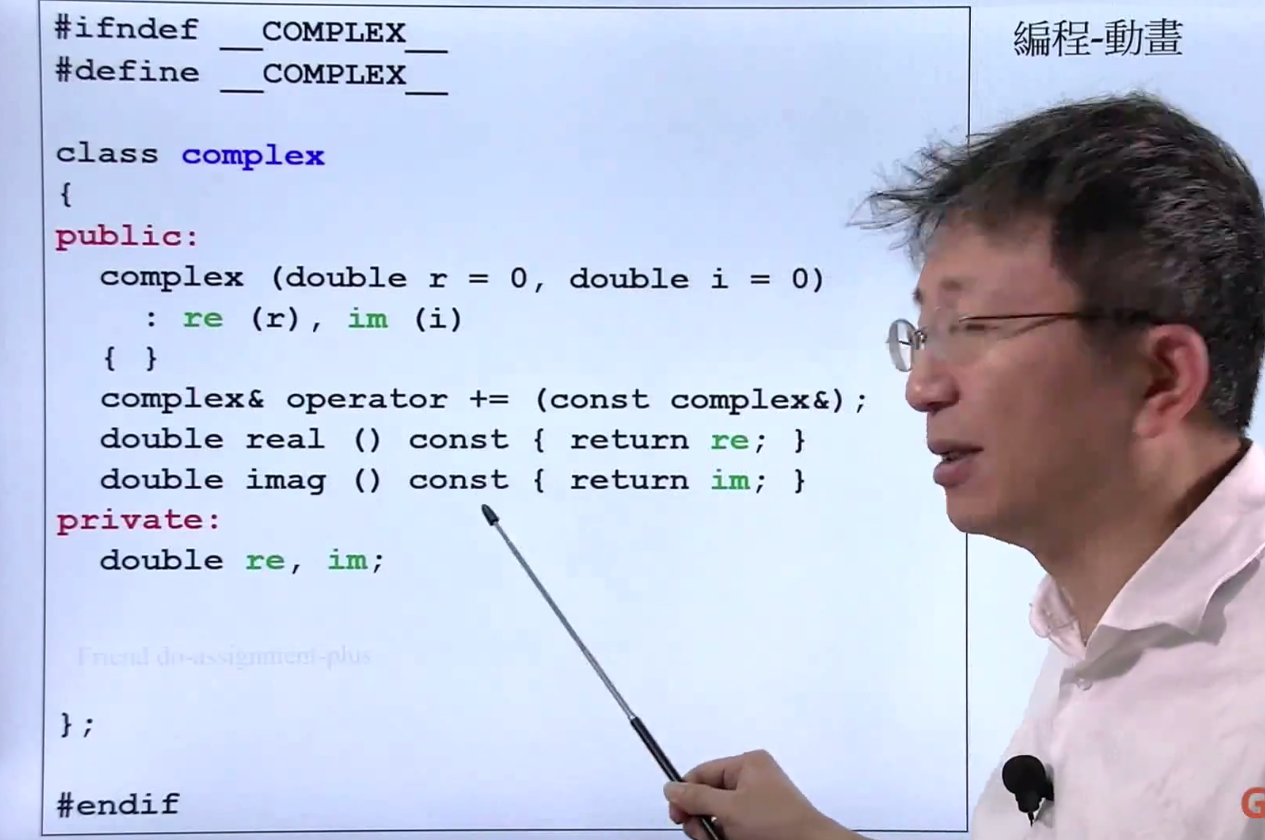 #ifndef __COMPLEX__
#define __COMPLEX__
class complex
{
public:
complex (double r = 0, double i = 0)
: re (r), im (i)
{ }
complex& operator += (const complex&);
double real () const { return re; }
double imag () const { return im; }
private:
double re, im;
Friend do-assignment-plus
};
#endif
編程-動畫
G